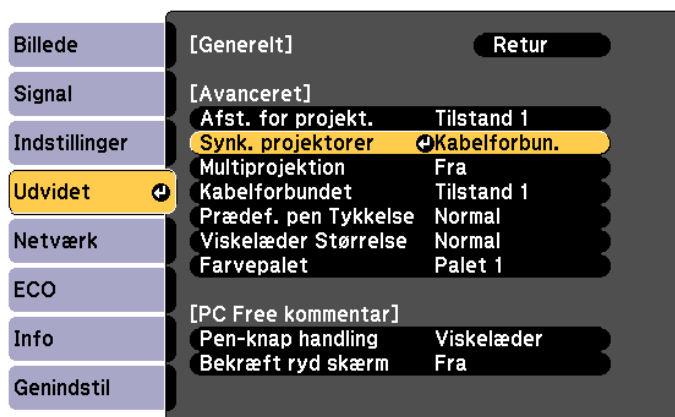 Billede
Signal
Indstillinger
Udvidet
Netværk
ECO
Info
Genindstil
[Generelt] Retur
[Avanceret]
Afst. for projekt. Tilstand 1
Synk. projektorer Kabelforbun.
Multiprojektion Fra
Kabelforbundet Tilstand 1
Prædef. pen Tykkelse Normal
Viskelæder Størrelse Normal
Farvepalet Palet 1
[PC Free kommentar]
Pen-knap handling Viskelæder
Bekræft ryd skærm Fra